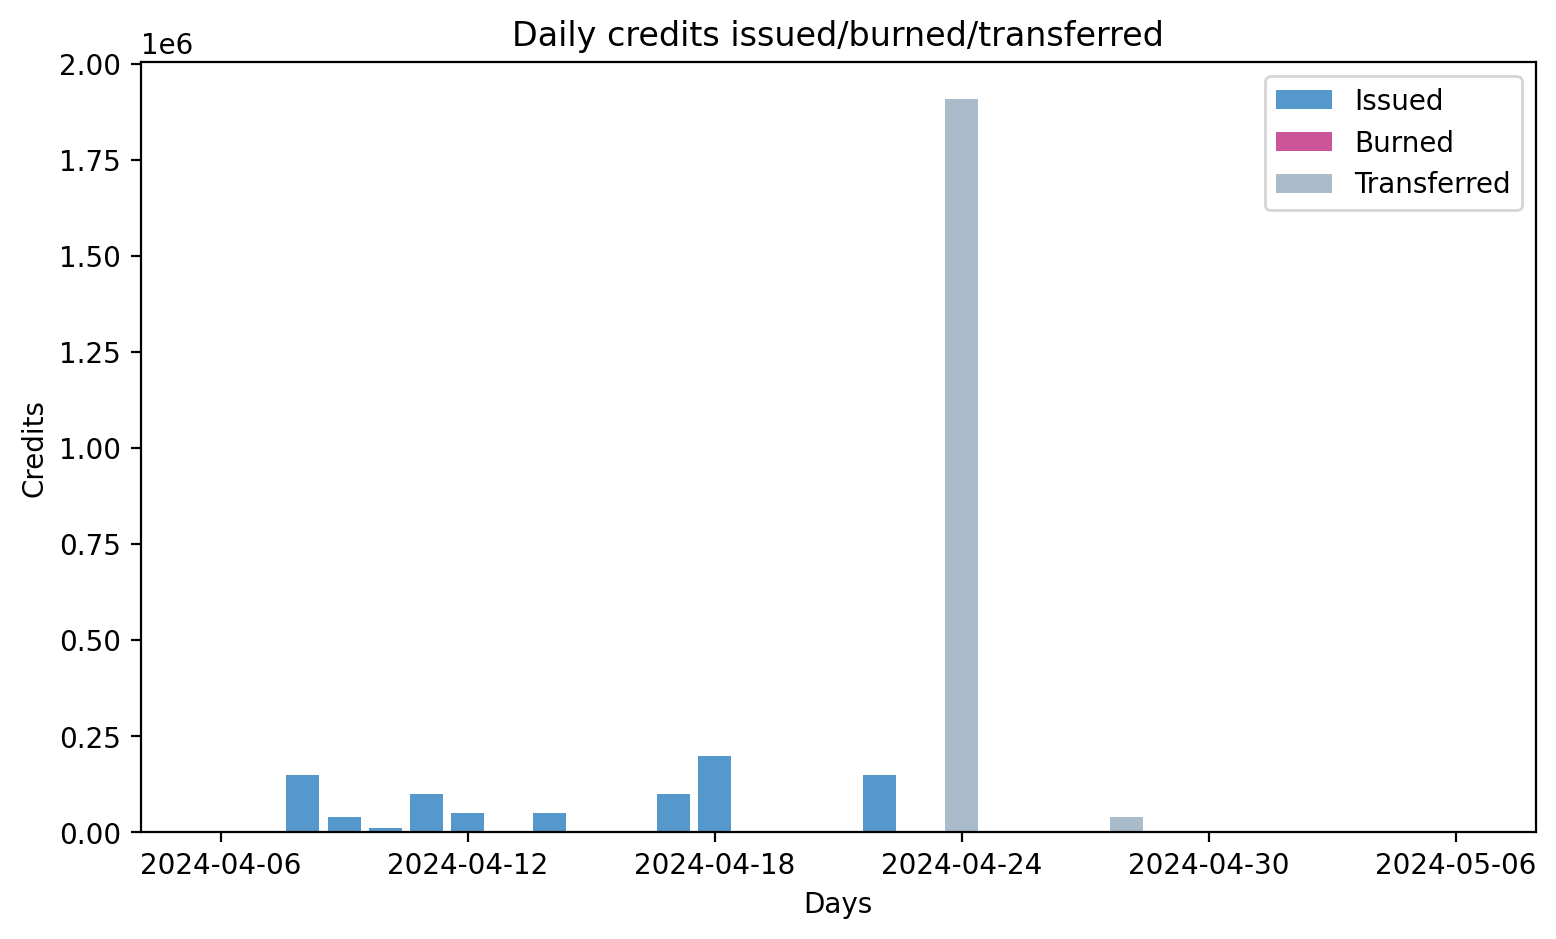 Daily credits issued/burned/transferred
1e6
2.00
1.75
1.50
1.25
1.00
0.75
0.50
0.25
0.00
Credits
Issued
Burned
Transferred
2024-04-06 2024-04-12 2024-04-18 2024-04-24 2024-04-30 2024-05-06
Days